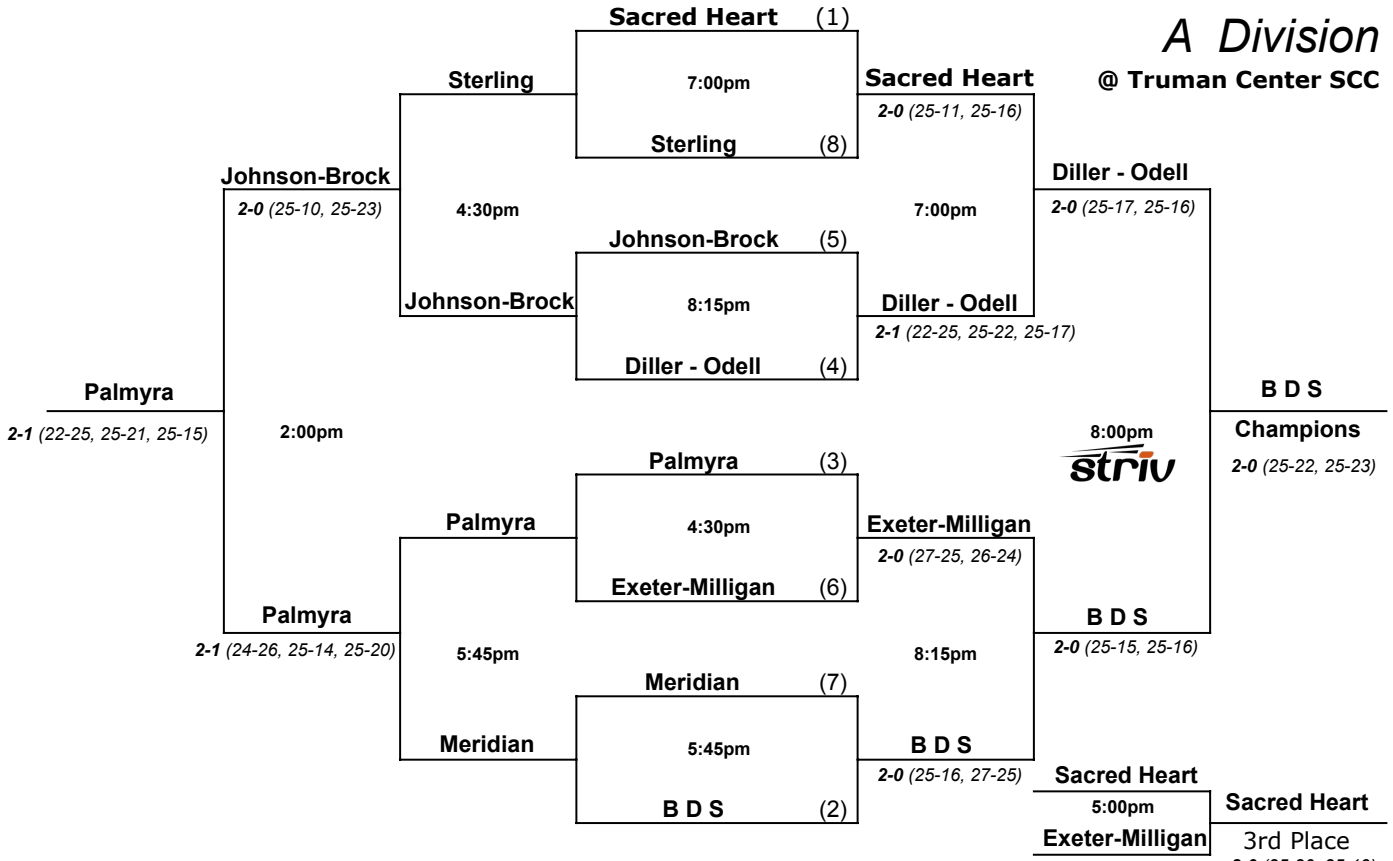 Sacred Heart (1)
A Division
@ Truman Center SCC
Sterling
7:00pm
Sacred Heart
2-0 (25-11, 25-16)
Sterling (8)
Johnson-Brock
2-0 (25-10, 25-23)
4:30pm
7:00pm
Diller - Odell
2-0 (25-17, 25-16)
Johnson-Brock (5)
Johnson-Brock
8:15pm
Diller - Odell
2-1 (22-25, 25-22, 25-17)
Diller - Odell (4)
Palmyra
2-1 (22-25, 25-21, 25-15)
2:00pm
8:00pm
striv
B D S
Champions
2-0 (25-22, 25-23)
Palmyra (3)
Palmyra
4:30pm
Exeter-Milligan
2-0 (27-25, 26-24)
Exeter-Milligan (6)
Palmyra
2-1 (24-26, 25-14, 25-20)
5:45pm
8:15pm
B D S
2-0 (25-15, 25-16)
Meridian (7)
Meridian
5:45pm
B D S
2-0 (25-16, 27-25)
B D S (2)
Sacred Heart
5:00pm
Sacred Heart
Exeter-Milligan
3rd Place